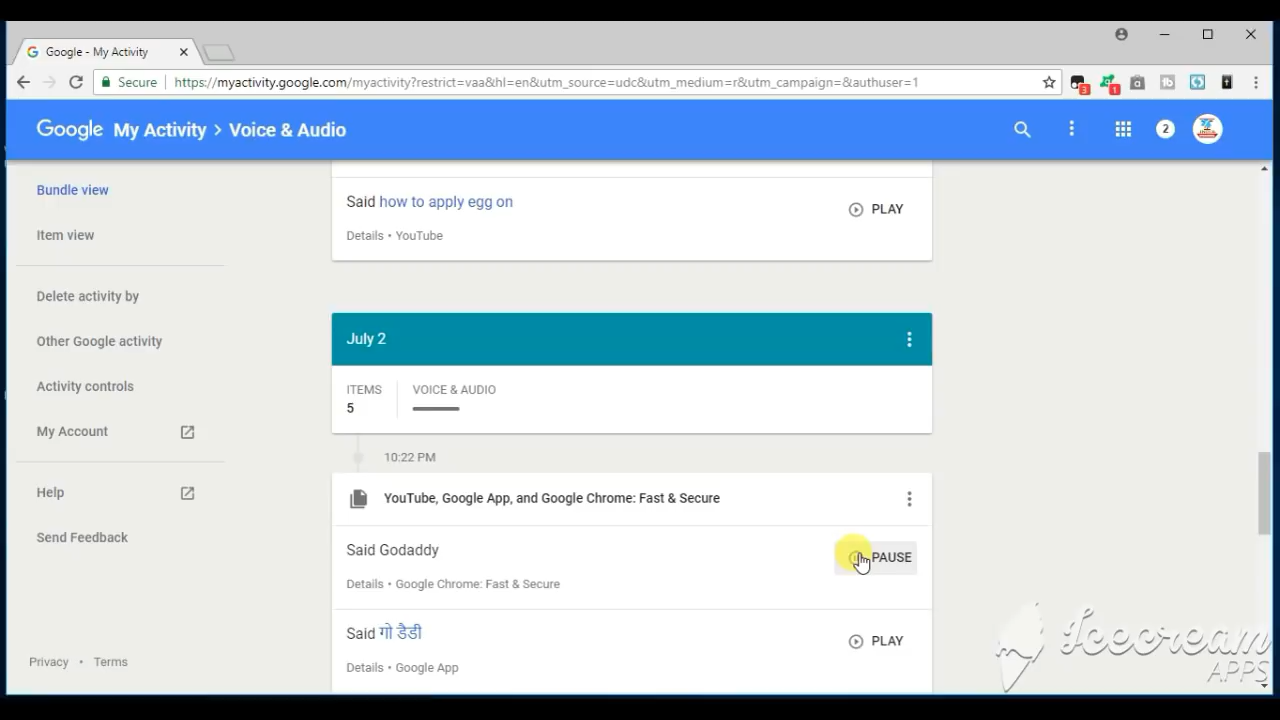 Google - My Activity
Secure https://myactivity.google.com/myactivity?restrict=vaa&hl=en&utm_source=udc&utm_medium=r&utm_campaign=&authuser=1
3
1
Google My Activity > Voice & Audio
2
Bundle view
Item view
Delete activity by
Other Google activity
Activity controls
My Account
Help
Send Feedback
Privacy • Terms
Said how to apply egg on
PLAY
Details • YouTube
July 2
ITEMS
5
VOICE & AUDIO
10:22 PM
YouTube, Google App, and Google Chrome: Fast & Secure
Said Godaddy
PAUSE
Details • Google Chrome: Fast & Secure
Said गो डैडी
PLAY
Details • Google App
Icecream
APPS